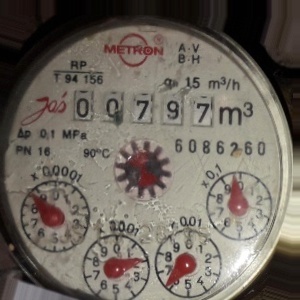 METRON
A-V
B-H
RP
T 94 156
qn 1,5 m³/h
Jaś
00797 m³
Δp 0,1 MPa
PN 16
90°C
6086260
x 0,0001
x 0,001
x 0,01
x 0,1